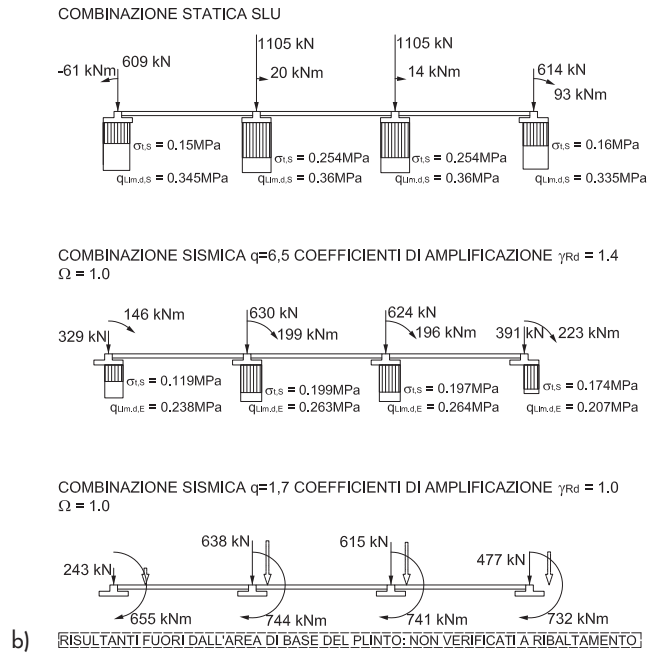 COMBINAZIONE STATICA SLU
-61 kNm
609 kN
1105 kN
20 kNm
1105 kN
14 kNm
614 kN
93 kNm
σt,S = 0.15MPa
qLim,d,S = 0.345MPa
σt,S = 0.254MPa
qLim,d,S = 0.36MPa
σt,S = 0.254MPa
qLim,d,S = 0.36MPa
σt,S = 0.16MPa
qLim,d,S = 0.335MPa
COMBINAZIONE SISMICA q=6,5 COEFFICIENTI DI AMPLIFICAZIONE γRd = 1.4
Ω = 1.0
329 kN
146 kNm
630 kN
199 kNm
624 kN
196 kNm
391 kN
223 kNm
σt,S = 0.119MPa
qLim,d,E = 0.238MPa
σt,S = 0.199MPa
qLim,d,E = 0.263MPa
σt,S = 0.197MPa
qLim,d,E = 0.264MPa
σt,S = 0.174MPa
qLim,d,E = 0.207MPa
COMBINAZIONE SISMICA q=1,7 COEFFICIENTI DI AMPLIFICAZIONE γRd = 1.0
Ω = 1.0
243 kN
655 kNm
638 kN
744 kNm
615 kN
741 kNm
477 kN
732 kNm
b) RISULTANTI FUORI DALL'AREA DI BASE DEL PLINTO: NON VERIFICATI A RIBALTAMENTO